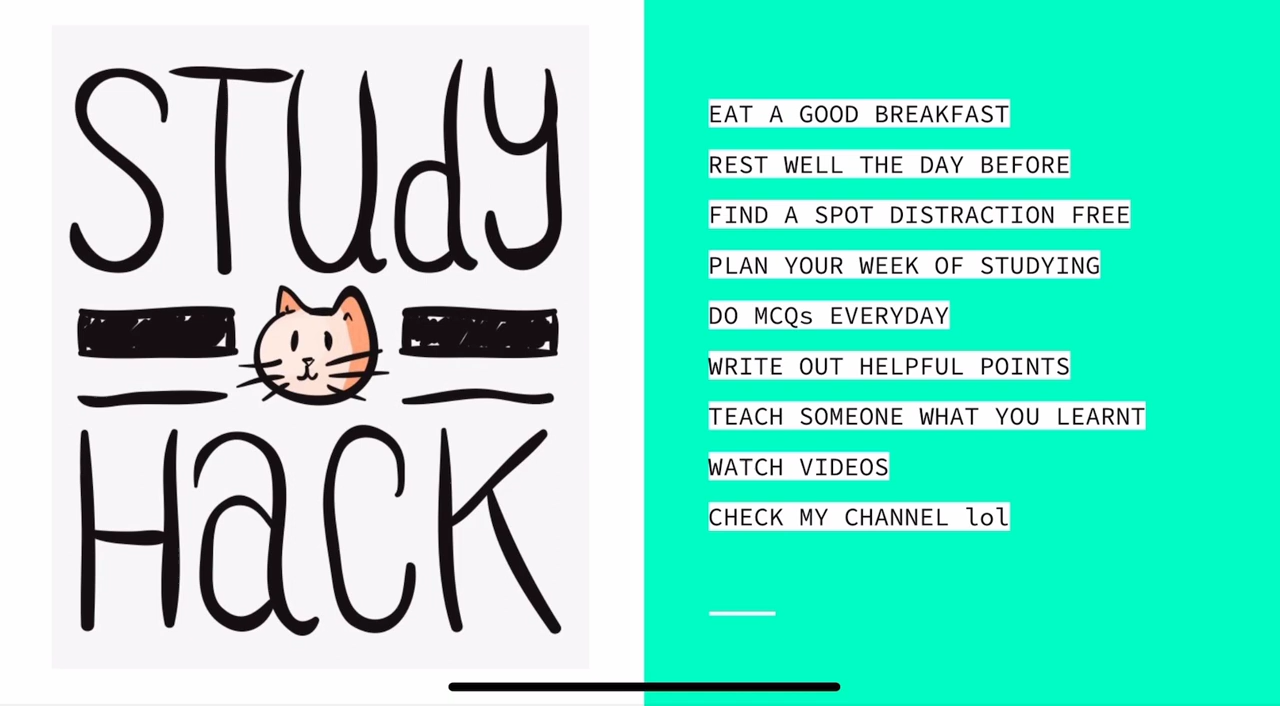 STUdy
HaCK
EAT A GOOD BREAKFAST
REST WELL THE DAY BEFORE
FIND A SPOT DISTRACTION FREE
PLAN YOUR WEEK OF STUDYING
DO MCQs EVERYDAY
WRITE OUT HELPFUL POINTS
TEACH SOMEONE WHAT YOU LEARNT
WATCH VIDEOS
CHECK MY CHANNEL lol